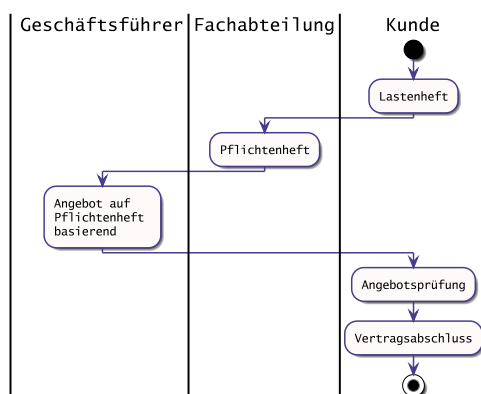 Geschäftsführer
Fachabteilung
Kunde
Lastenheft
Pflichtenheft
Angebot auf
Pflichtenheft
basierend
Angebotsprüfung
Vertragsabschluss